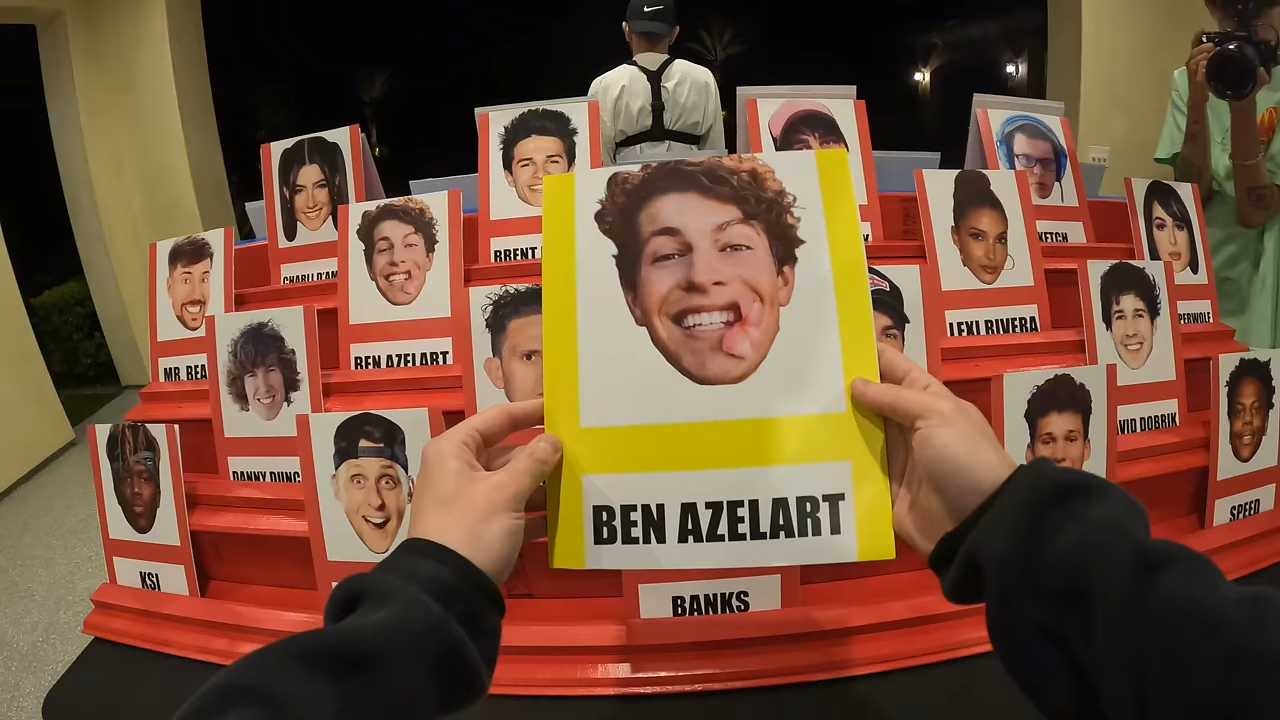 CHARLI D'AM
BRENT
KETCH
MR. BEA
BEN AZELART
LEXI RIVERA
PERWOLF
DANNY DUNC
VID DOBRIK
BEN AZELART
KSI
SPEED
BANKS